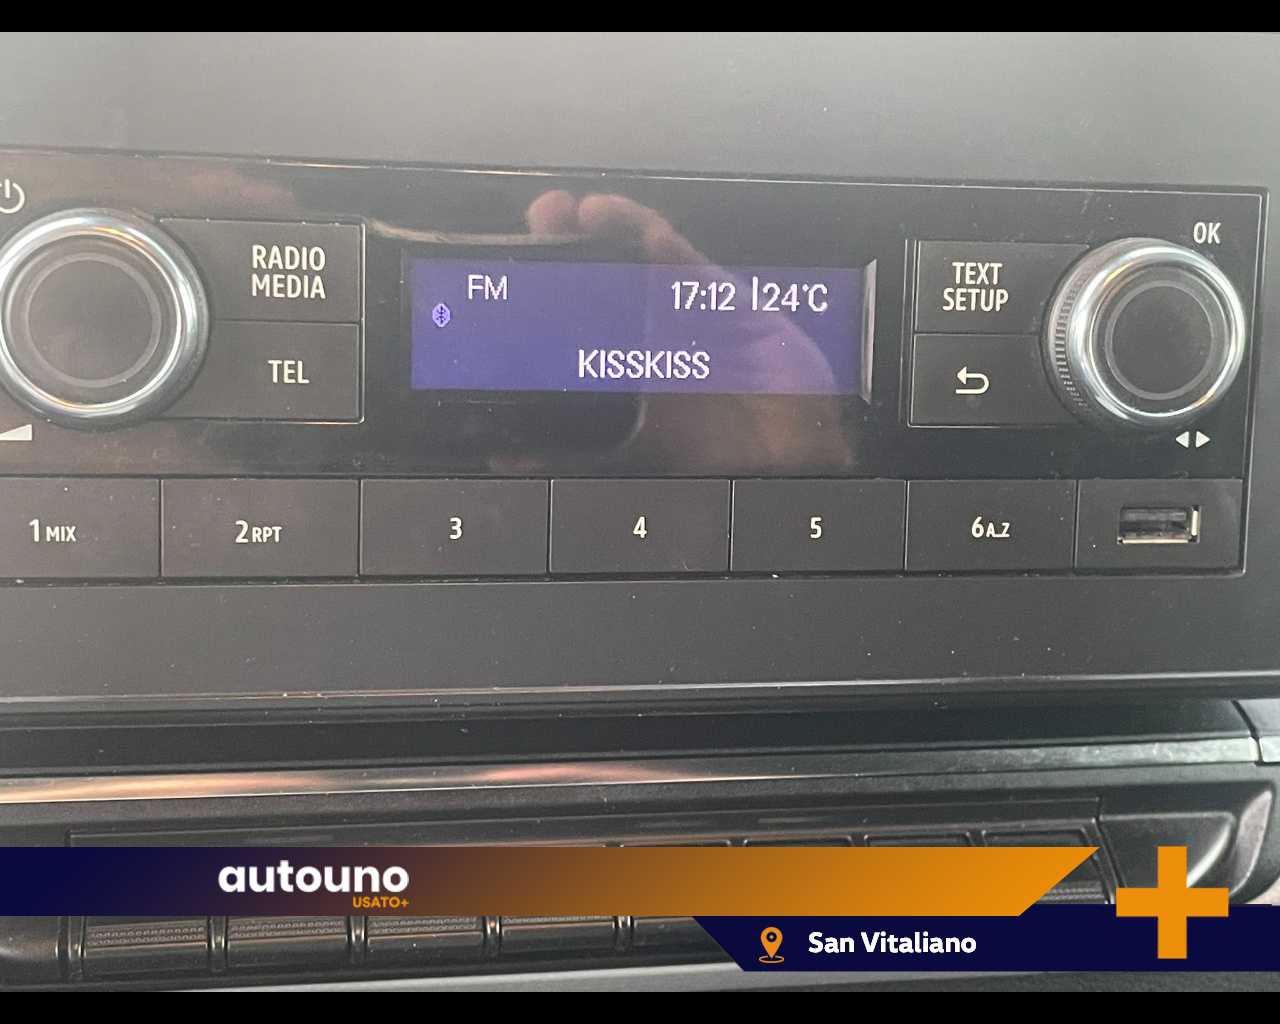 OK
RADIO
MEDIA
TEL
FM 17:12 24°C
KISSKISS
TEXT
SETUP
1 MIX 2 RPT 3 4 5 6 A_Z
autouno
USATO+
San Vitaliano